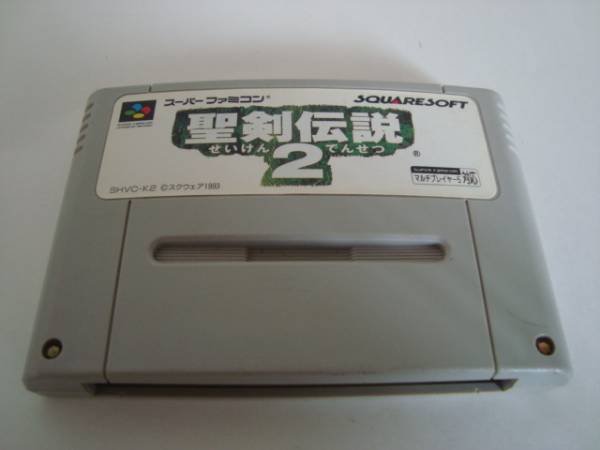 スーパーファミコン®
SQUARESOFT
聖剣伝説
せいけん でんせつ
2
®
SHVC-K2 ©スクウェア1993
マルチプレイヤー5対応